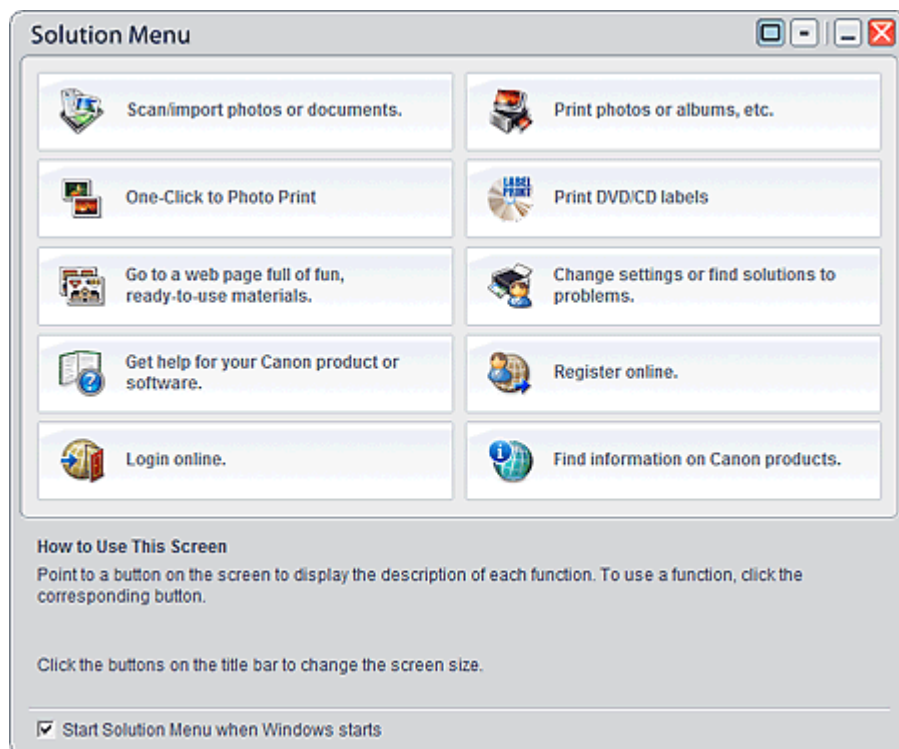 Solution Menu
Scan/import photos or documents.
Print photos or albums, etc.
One-Click to Photo Print
LABEL
PRINT
Print DVD/CD labels
Go to a web page full of fun,
ready-to-use materials.
Change settings or find solutions to
problems.
Get help for your Canon product or
software.
Register online.
Login online.
Find information on Canon products.
How to Use This Screen
Point to a button on the screen to display the description of each function. To use a function, click the
corresponding button.
Click the buttons on the title bar to change the screen size.
Start Solution Menu when Windows starts